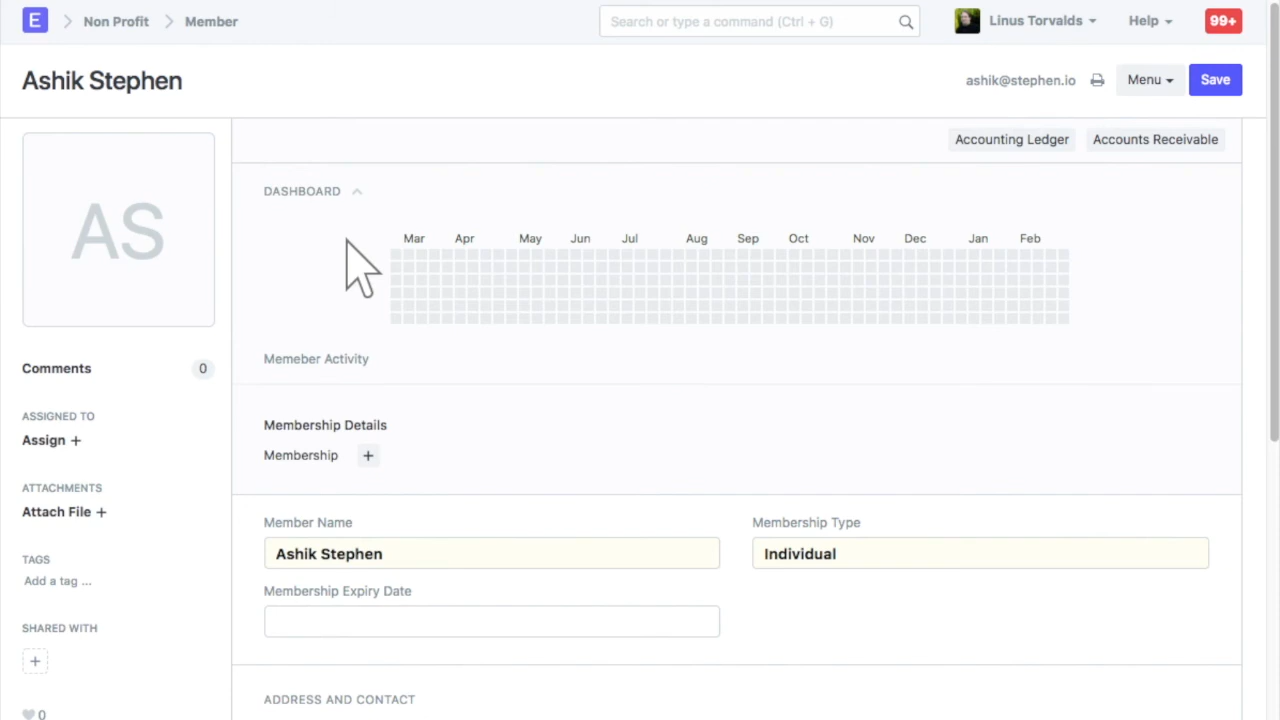 E Non Profit Member Search or type a command (Ctrl + G) Linus Torvalds Help 99+
Ashik Stephen ashik@stephen.io Menu Save
Accounting Ledger Accounts Receivable
AS
DASHBOARD
Mar Apr May Jun Jul Aug Sep Oct Nov Dec Jan Feb
Memeber Activity
Comments 0
ASSIGNED TO
Assign +
ATTACHMENTS
Attach File +
TAGS
Add a tag ...
SHARED WITH
+
0
Membership Details
Membership +
Member Name Membership Type
Ashik Stephen Individual
Membership Expiry Date
ADDRESS AND CONTACT